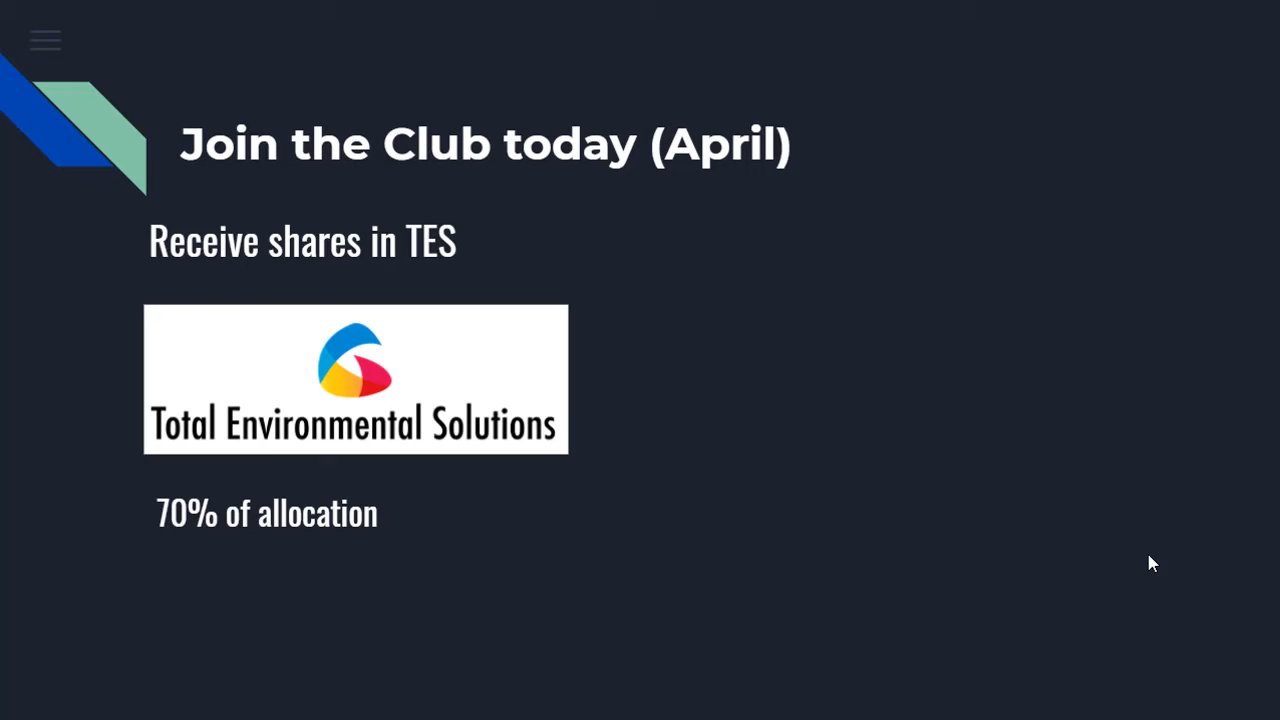 Join the Club today (April)
Receive shares in TES
Total Environmental Solutions
70% of allocation